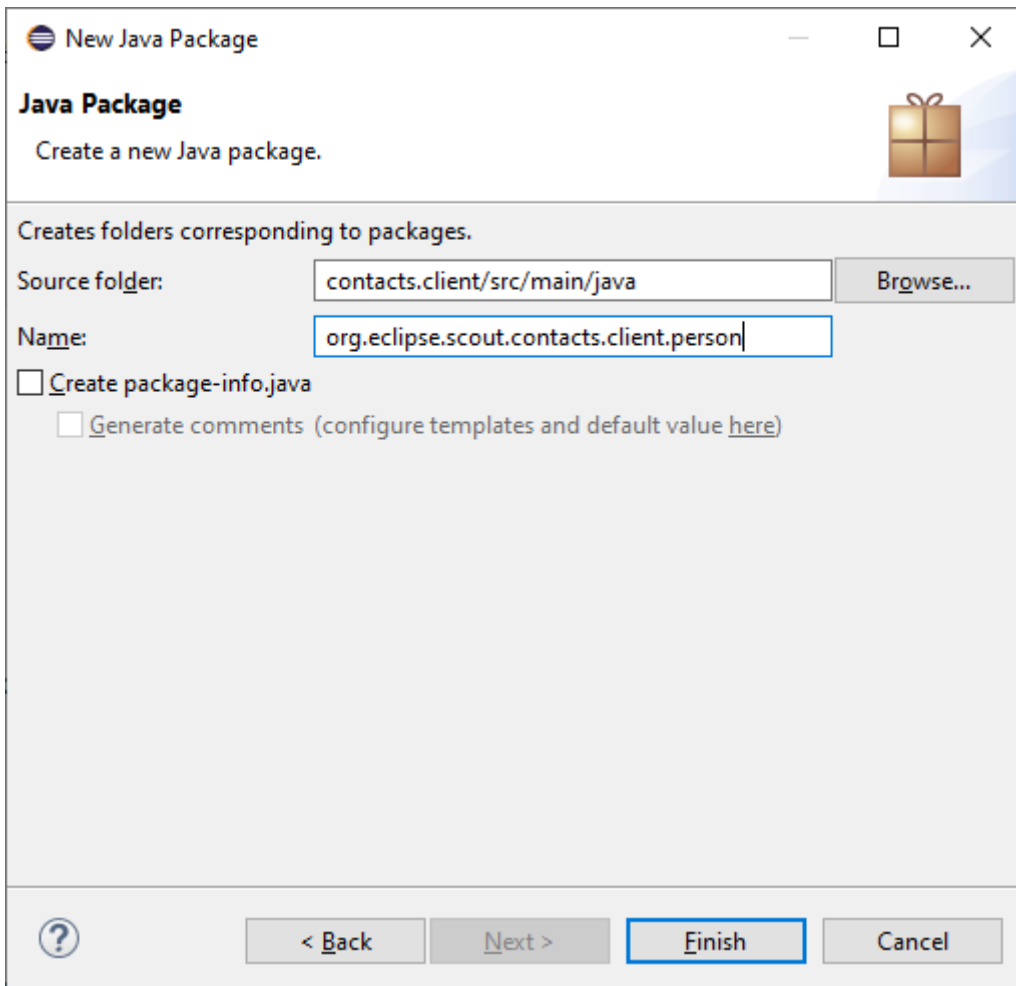 New Java Package
Java Package
Create a new Java package.
Creates folders corresponding to packages.
Source folder: contacts.client/src/main/java Browse...
Name: org.eclipse.scout.contacts.client.person
Create package-info.java
Generate comments (configure templates and default value here)
? < Back Next > Finish Cancel